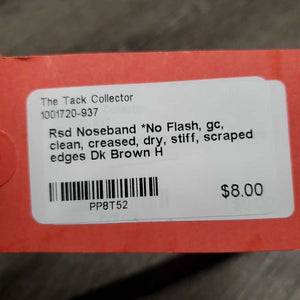 The Tack Collector
1001720-937
Rsd Noseband *No Flash, gc,
clean, creased, dry, stiff, scraped
edges Dk Brown H
$8.00
PP8T52